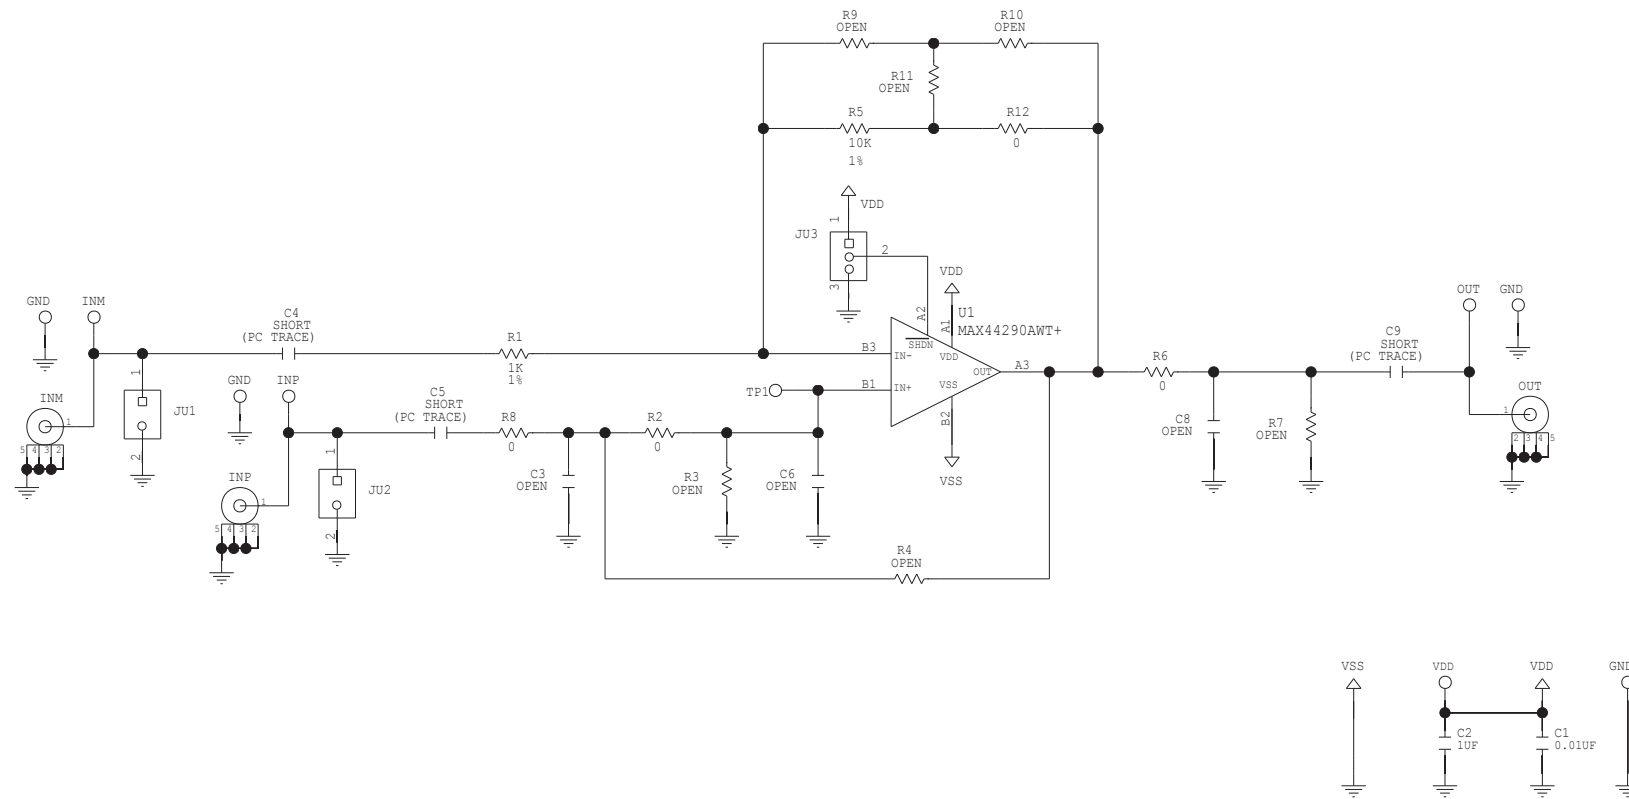 R9
OPEN
R10
OPEN
R11
OPEN
R5
10K
1%
R12
0
VDD
1
JU3
2
3
VDD
A2
A1
U1
MAX44290AWT+
SHDN
VDD
B3
IN-
B1
IN+
OUT
A3
VSS
B2
VSS
TP1
GND
INM
C4
SHORT
(PC TRACE)
R1
1K
1%
1
JU1
2
INM
1
5 4 3 2
GND
INP
C5
SHORT
(PC TRACE)
R8
0
R2
0
1
JU2
2
INP
1
5 4 3 2
C3
OPEN
R3
OPEN
C6
OPEN
R4
OPEN
R6
0
C8
OPEN
R7
OPEN
C9
SHORT
(PC TRACE)
OUT
GND
OUT
1
2 3 4 5
VSS
VDD
VDD
GND
C2
1UF
C1
0.01UF